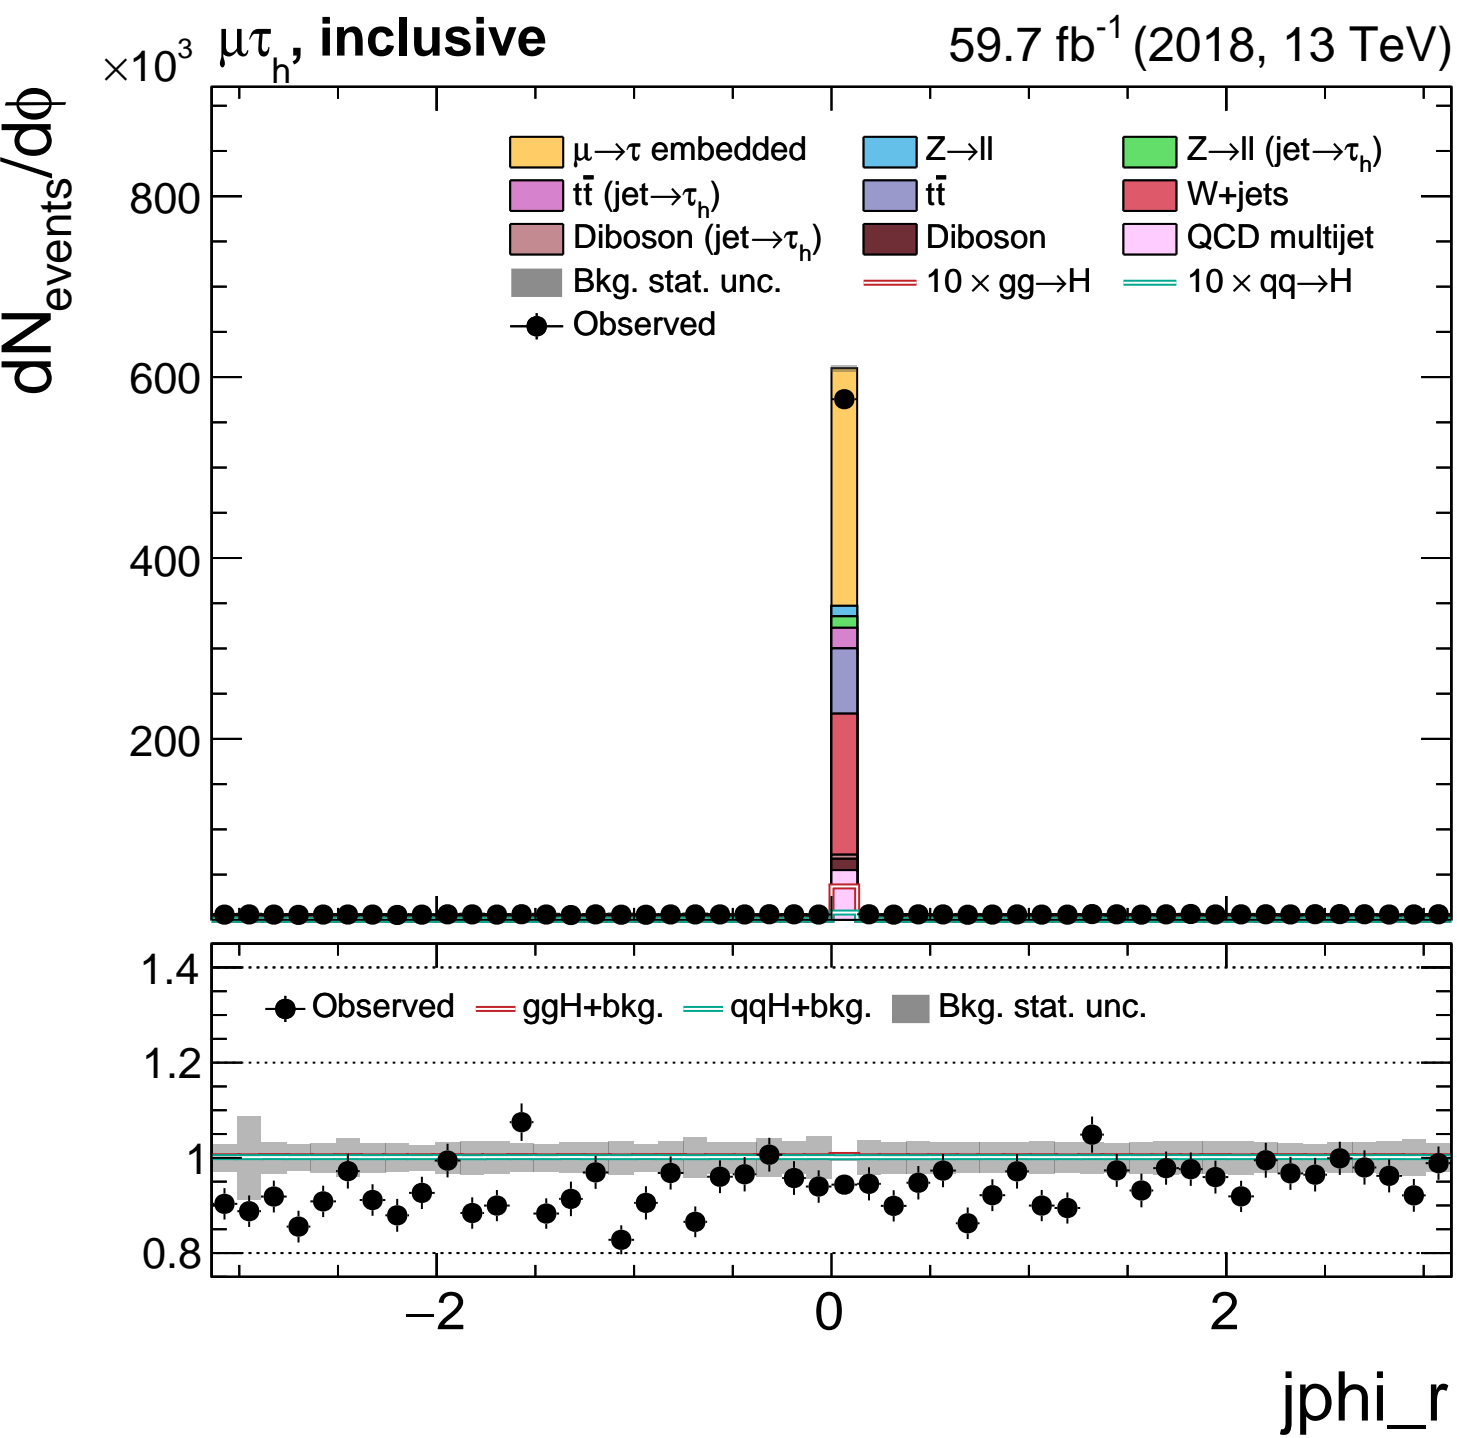 ×10³ μτₕ, inclusive 59.7 fb⁻¹ (2018, 13 TeV)
dN_events/dϕ
μ→τ embedded Z→ll Z→ll (jet→τₕ)
tt̄ (jet→τₕ) tt̄ W+jets
Diboson (jet→τₕ) Diboson QCD multijet
Bkg. stat. unc. 10 × gg→H 10 × qq→H
Observed
800
600
400
200
1.4
Observed ggH+bkg. qqH+bkg. Bkg. stat. unc.
1.2
1
0.8
−2 0 2
jphi_r